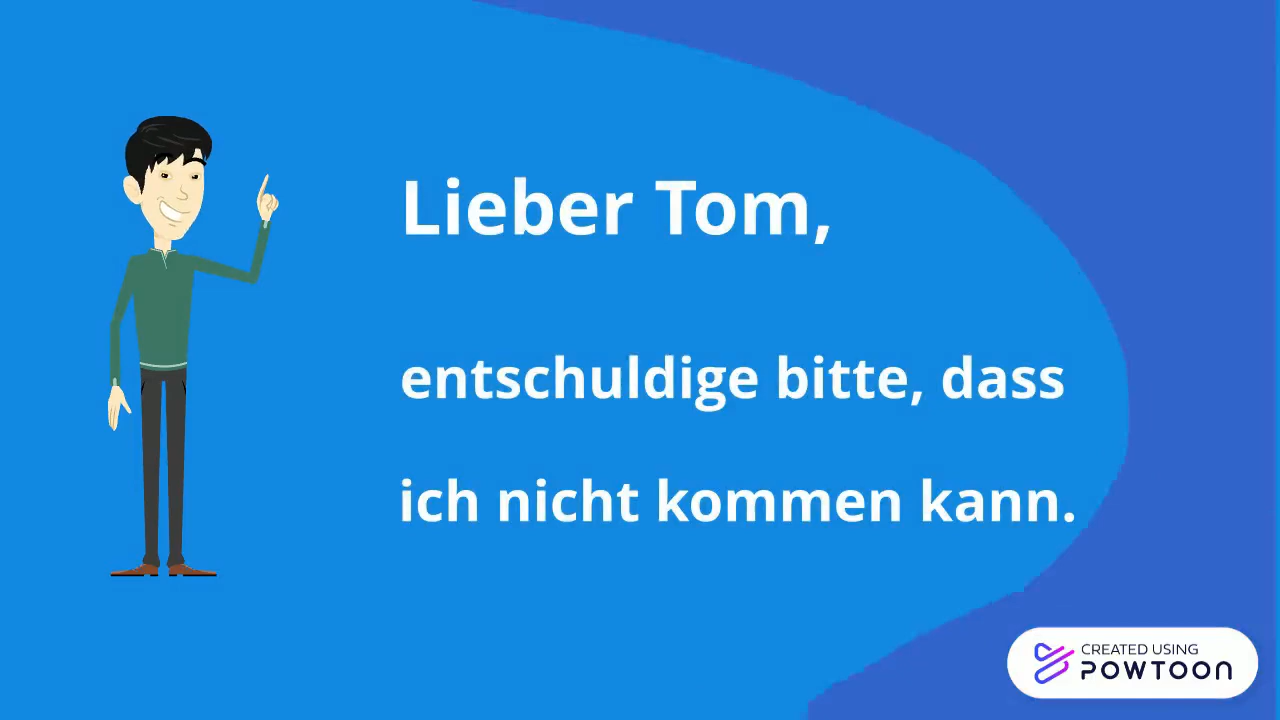 Lieber Tom,
entschuldige bitte, dass
ich nicht kommen kann.
CREATED USING
POWTOON